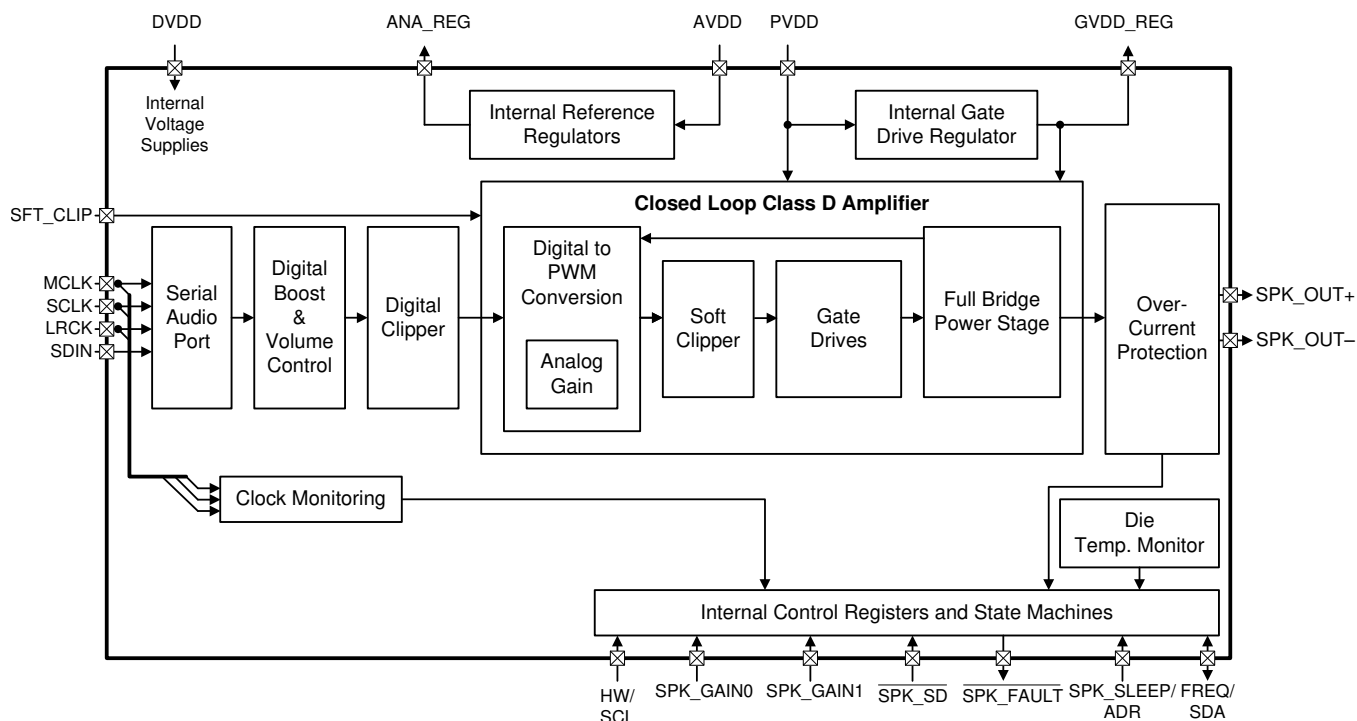 DVDD
ANA_REG
AVDD
PVDD
GVDD_REG
Internal
Voltage
Supplies
Internal Reference
Regulators
Internal Gate
Drive Regulator
SFT_CLIP
Closed Loop Class D Amplifier
MCLK
SCLK
LRCK
SDIN
Serial
Audio
Port
Digital
Boost
&
Volume
Control
Digital
Clipper
Digital to
PWM
Conversion
Analog
Gain
Soft
Clipper
Gate
Drives
Full Bridge
Power Stage
Over-
Current
Protection
SPK_OUT+
SPK_OUT–
Clock Monitoring
Die
Temp. Monitor
Internal Control Registers and State Machines
HW/
SCL
SPK_GAIN0
SPK_GAIN1
SPK_SD
SPK_FAULT
SPK_SLEEP/
ADR
FREQ/
SDA